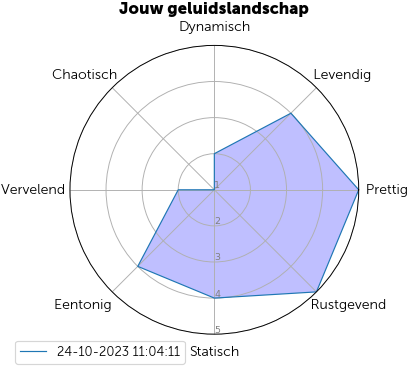 Jouw geluidslandschap
Dynamisch
Chaotisch
Levendig
Vervelend
Prettig
1
2
3
4
5
Eentonig
Rustgevend
24-10-2023 11:04:11
Statisch